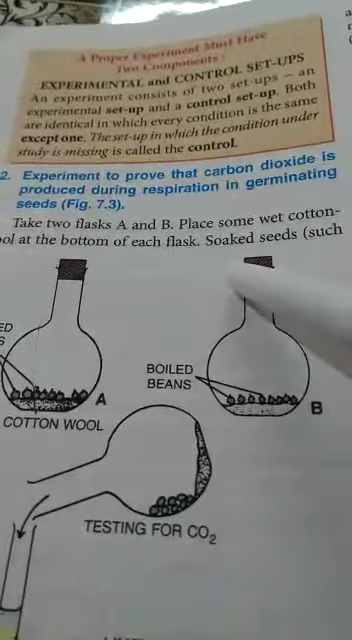 A Proper Experiment Must Have
Two Components:
EXPERIMENTAL and CONTROL SET-UPS
An experiment consists of two set-ups – an
experimental set-up and a control set-up. Both
are identical in which every condition is the same
except one. The set-up in which the condition under
study is missing is called the control.
2. Experiment to prove that carbon dioxide is
produced during respiration in germinating
seeds (Fig. 7.3).
Take two flasks A and B. Place some wet cotton-
ol at the bottom of each flask. Soaked seeds (such
ED
S
BOILED
BEANS
A
B
COTTON WOOL
TESTING FOR CO2